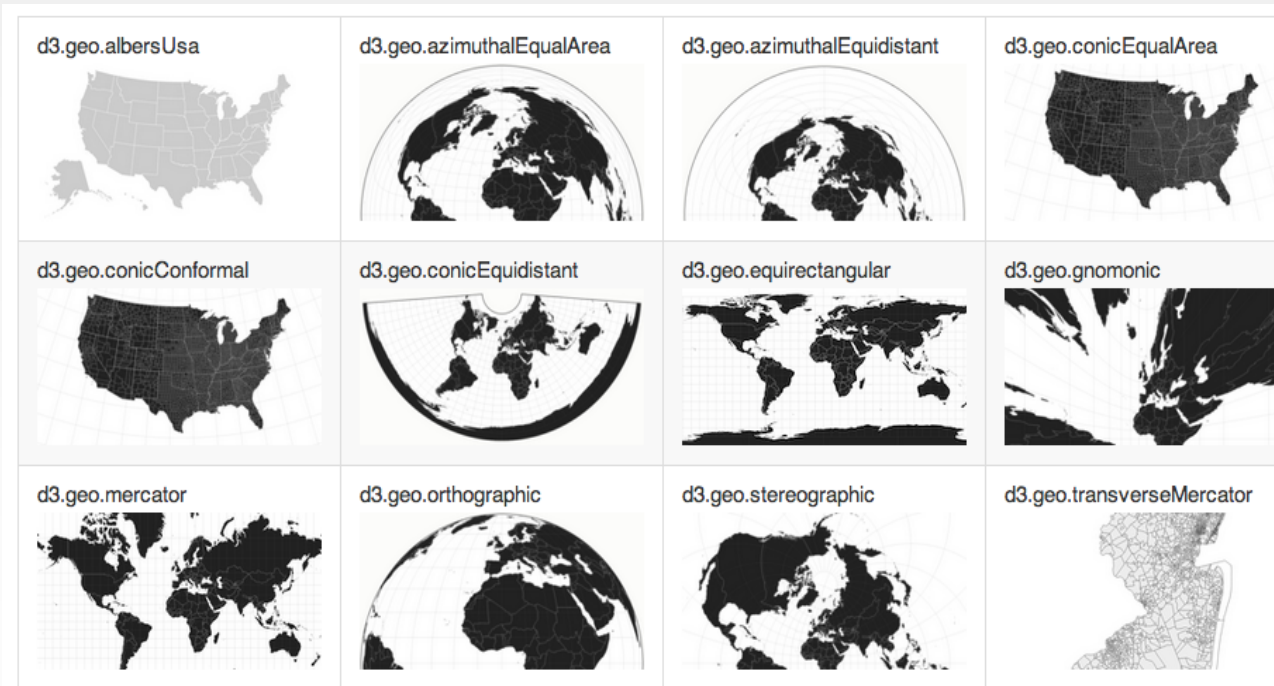 d3.geo.albersUsa
d3.geo.azimuthalEqualArea
d3.geo.azimuthalEquidistant
d3.geo.conicEqualArea
d3.geo.conicConformal
d3.geo.conicEquidistant
d3.geo.equirectangular
d3.geo.gnomonic
d3.geo.mercator
d3.geo.orthographic
d3.geo.stereographic
d3.geo.transverseMercator